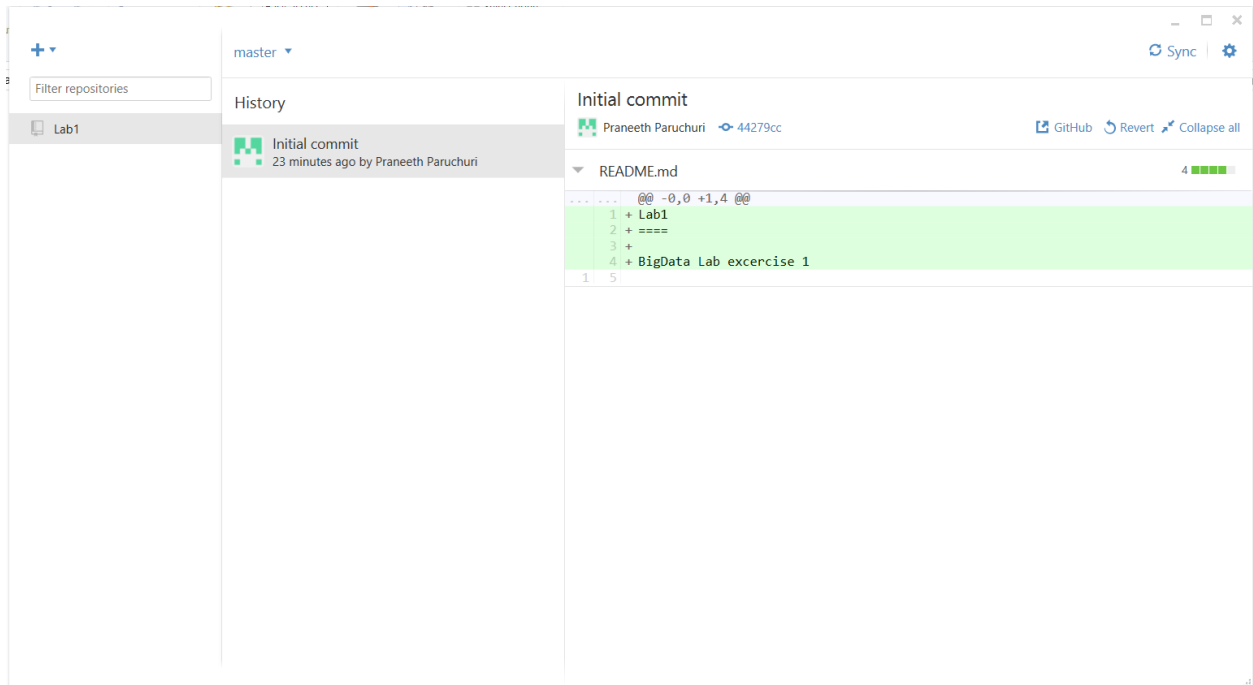 master
Sync
Filter repositories
Lab1
History
Initial commit
23 minutes ago by Praneeth Paruchuri
Initial commit
Praneeth Paruchuri 44279cc GitHub Revert Collapse all
README.md 4
... ... @@ -0,0 +1,4 @@
1 + Lab1
2 + ====
3 +
4 + BigData Lab excercise 1
1 5